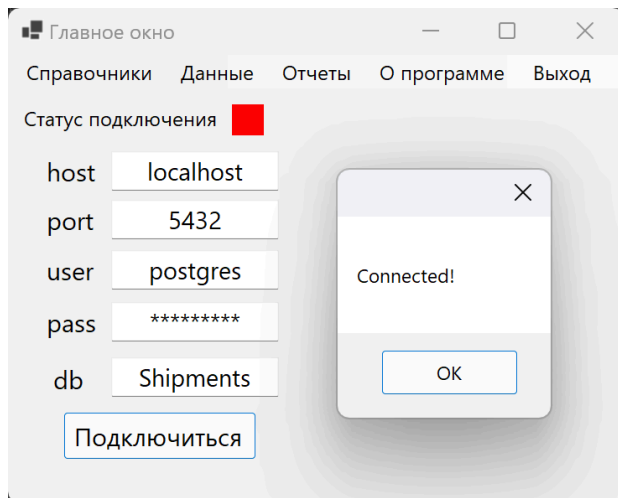 Главное окно
Справочники Данные Отчеты О программе Выход
Статус подключения
host localhost
port 5432
user postgres
pass *********
db Shipments
Подключиться
Connected!
OK